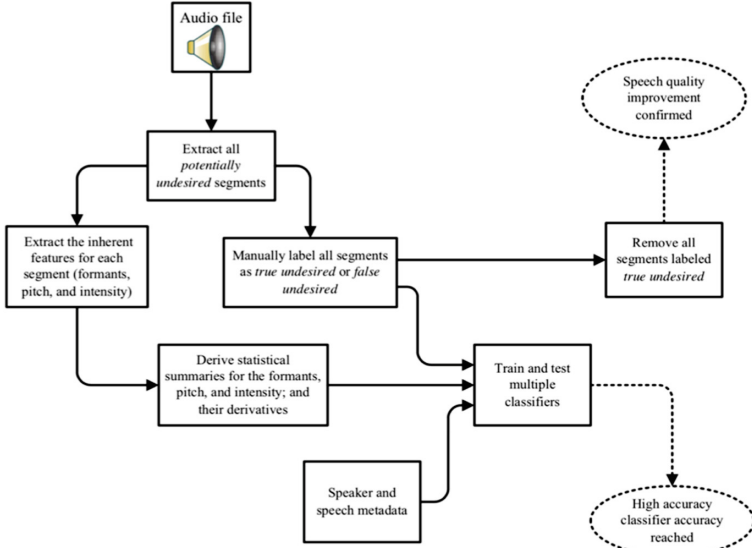 Audio file
Speech quality
improvement
confirmed
Extract all
potentially
undesired segments
Extract the inherent
features for each
segment (formants,
pitch, and intensity)
Manually label all segments
as true undesired or false
undesired
Remove all
segments labeled
true undesired
Derive statistical
summaries for the formants,
pitch, and intensity; and
their derivatives
Train and test
multiple
classifiers
Speaker and
speech metadata
High accuracy
classifier accuracy
reached